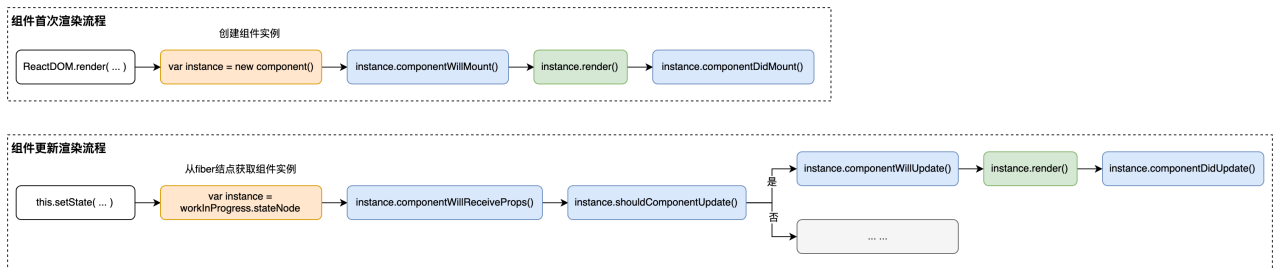 组件首次渲染流程
创建组件实例
ReactDOM.render( ... )
var instance = new component()
instance.componentWillMount()
instance.render()
instance.componentDidMount()
组件更新渲染流程
从fiber结点获取组件实例
this.setState( ... )
var instance =
workInProgress.stateNode
instance.componentWillReceiveProps()
instance.shouldComponentUpdate()
是
instance.componentWillUpdate()
instance.render()
instance.componentDidUpdate()
否
... ...